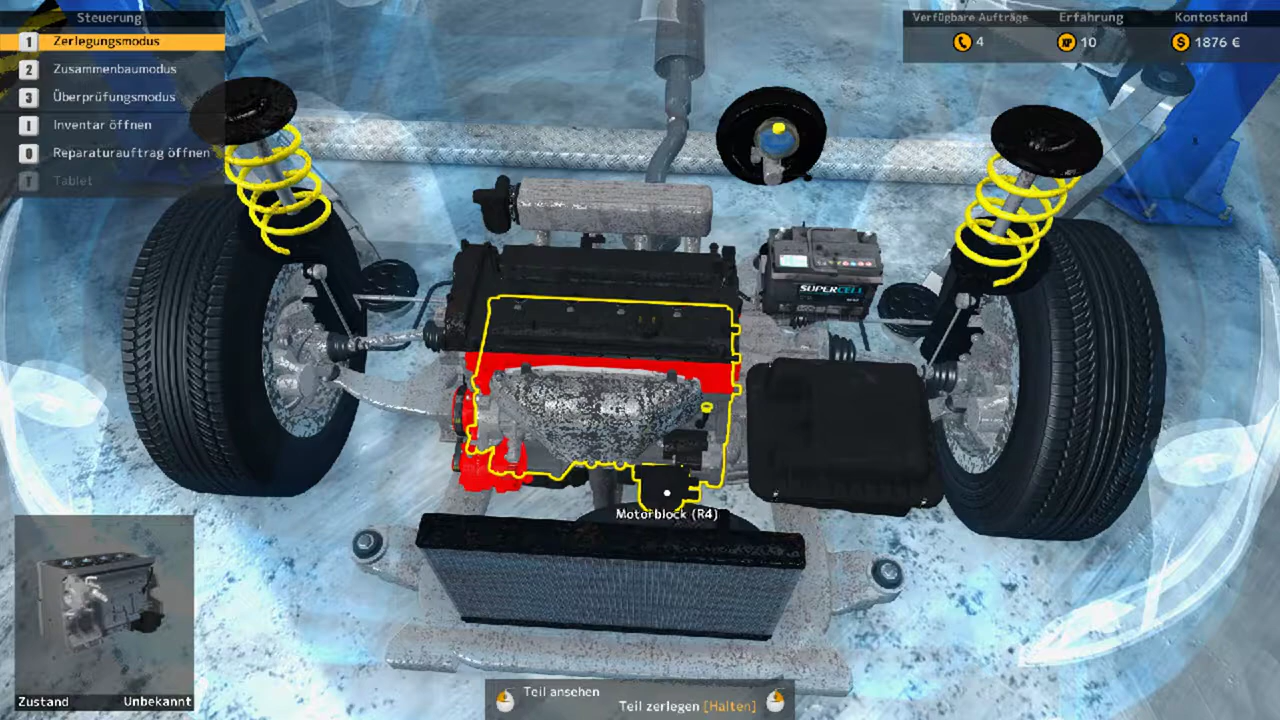 Steuerung
1 Zerlegungsmodus
2 Zusammenbaumodus
3 Überprüfungsmodus
I Inventar öffnen
O Reparaturauftrag öffnen
T Tablet
Verfügbare Aufträge Erfahrung Kontostand
4 XP 10 $ 1876 €
SUPERCELL
Motorblock (R4)
Zustand Unbekannt
Teil ansehen
Teil zerlegen [Halten]